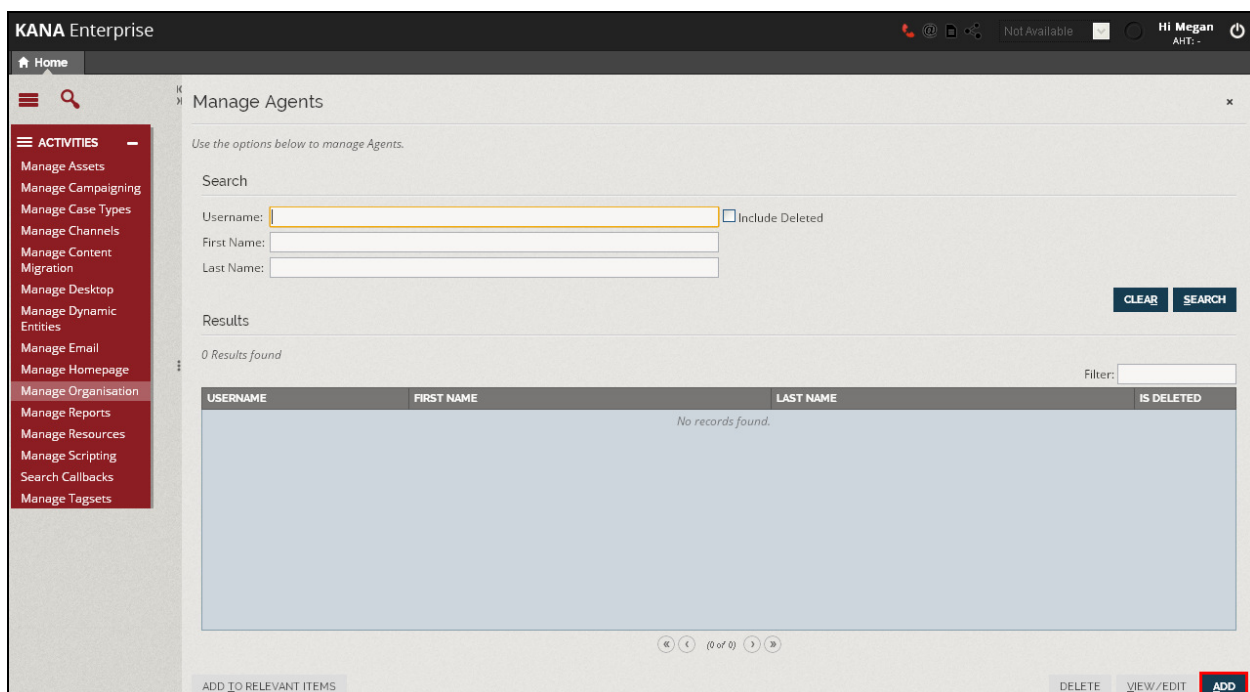 KANA Enterprise
Not Available
Hi Megan
AHT: -
Home
Manage Agents
Use the options below to manage Agents.
ACTIVITIES
Manage Assets
Manage Campaigning
Manage Case Types
Manage Channels
Manage Content
Migration
Manage Desktop
Manage Dynamic
Entities
Manage Email
Manage Homepage
Manage Organisation
Manage Reports
Manage Resources
Manage Scripting
Search Callbacks
Manage Tagsets
Search
Username:
Include Deleted
First Name:
Last Name:
CLEAR SEARCH
Results
0 Results found
Filter:
USERNAME FIRST NAME LAST NAME IS DELETED
No records found.
(0 of 0)
ADD TO RELEVANT ITEMS DELETE VIEW/EDIT ADD